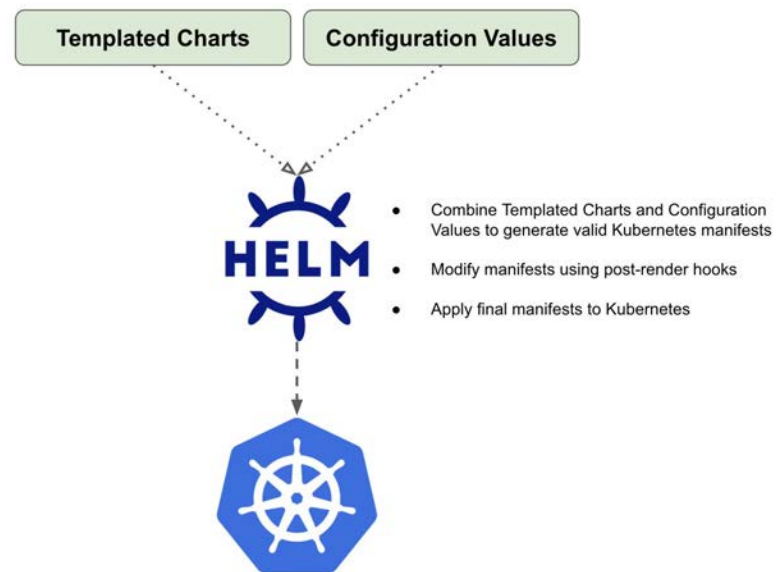 Templated Charts
Configuration Values
HELM
● Combine Templated Charts and Configuration
Values to generate valid Kubernetes manifests
● Modify manifests using post-render hooks
● Apply final manifests to Kubernetes